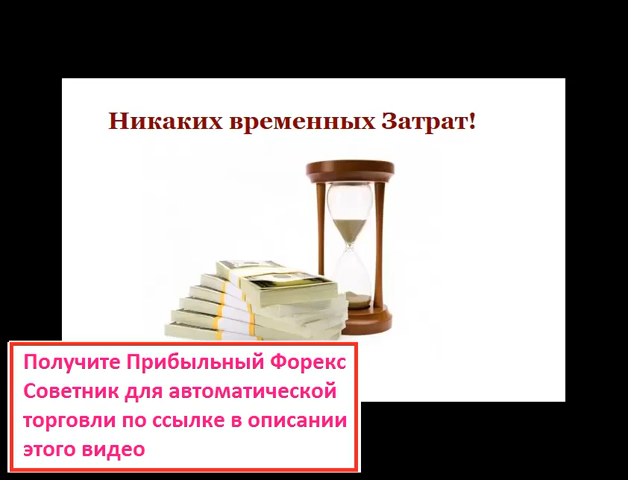 Никаких временных Затрат!
Получите Прибыльный Форекс
Советник для автоматической
торговли по ссылке в описании
этого видео